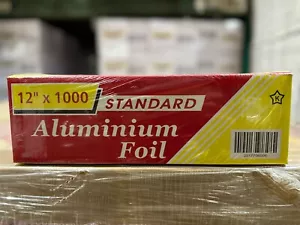 12" x 1000
STANDARD
Aluminium
Foil